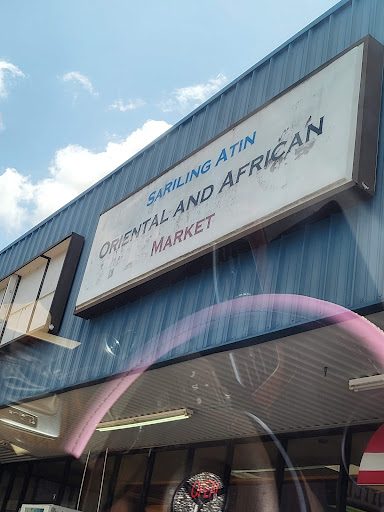 SARILING ATIN
ORIENTAL AND AFRICAN
MARKET
OPEN